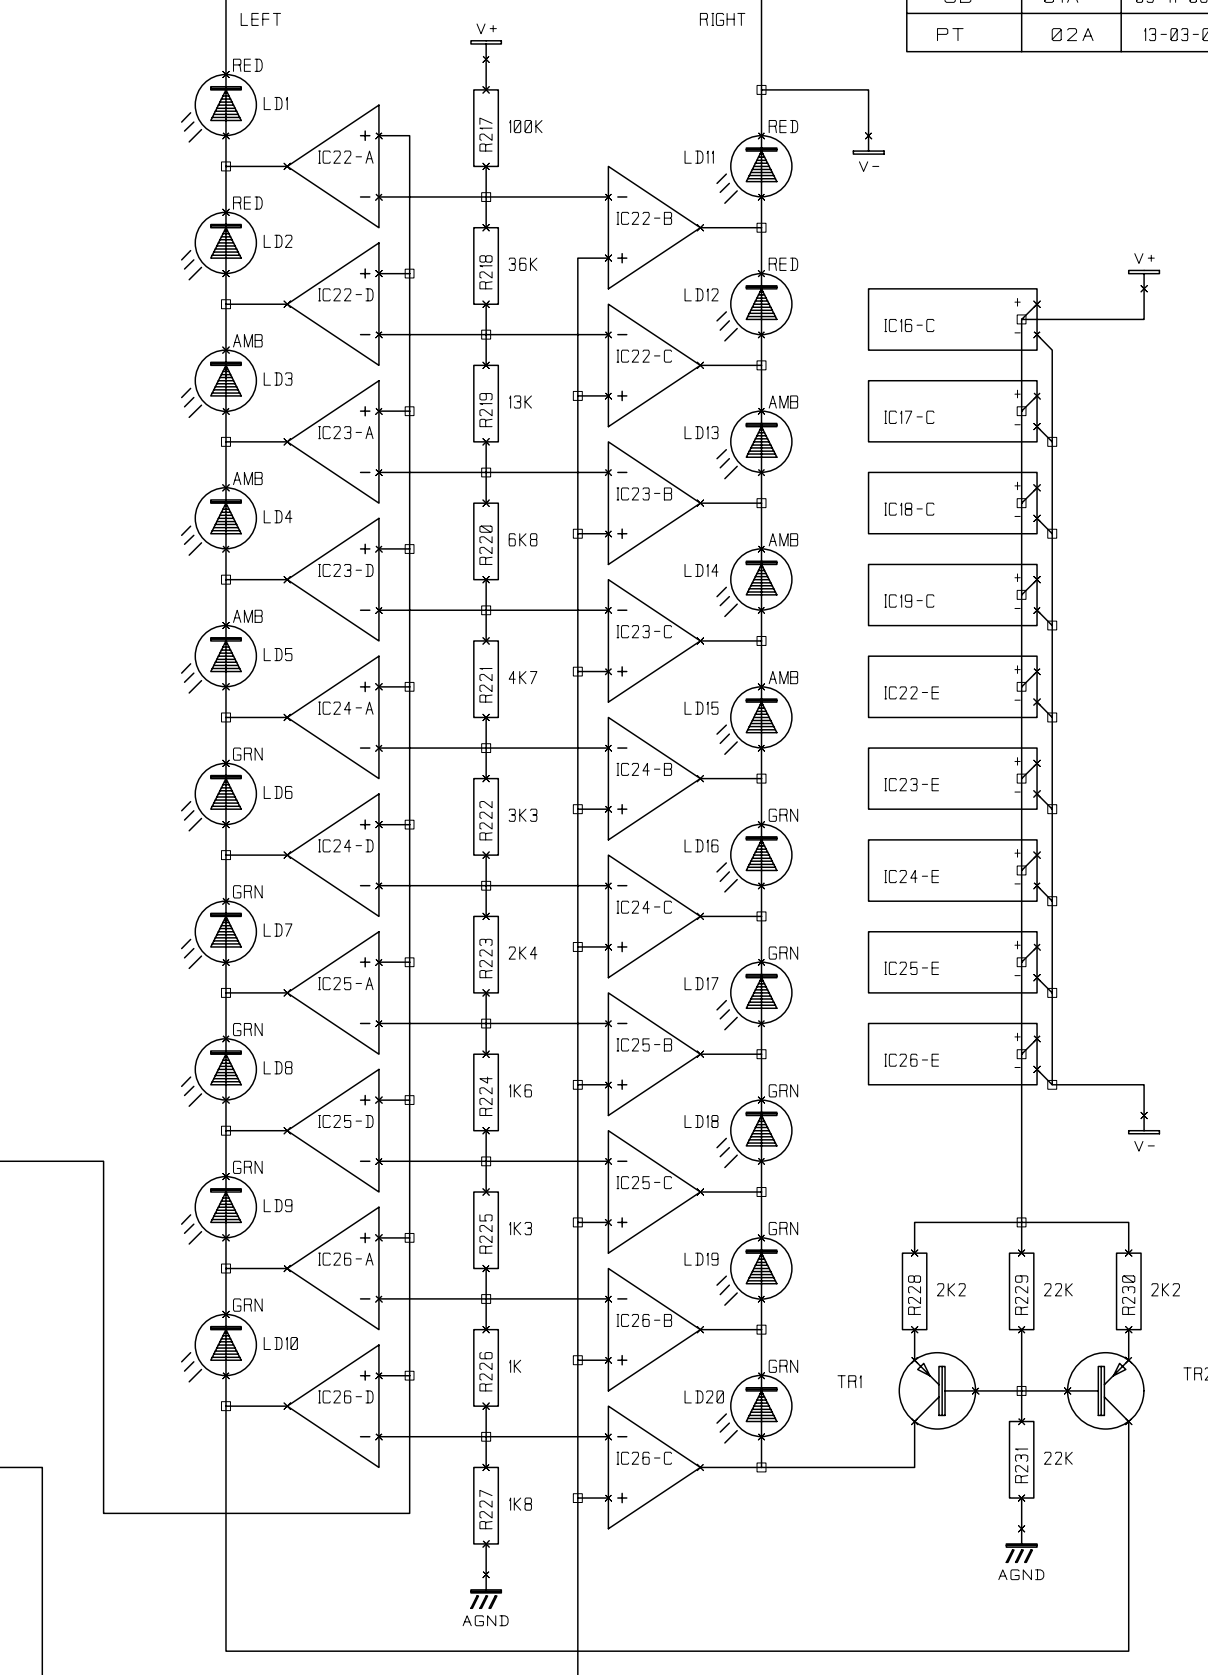 LEFT
V+
RIGHT
PT 02A
RED
LD1
IC22-A
R217 100K
RED
LD11
V-
IC22-B
RED
LD2
IC22-D
R218 36K
RED
LD12
IC22-C
V+
IC16-C
AMB
LD3
IC23-A
R219 13K
AMB
LD13
IC23-B
IC17-C
AMB
LD4
IC23-D
R220 6K8
AMB
LD14
IC23-C
IC18-C
IC19-C
AMB
LD5
IC24-A
R221 4K7
AMB
LD15
IC24-B
IC22-E
GRN
LD6
IC24-D
R222 3K3
GRN
LD16
IC24-C
IC23-E
IC24-E
GRN
LD7
IC25-A
R223 2K4
GRN
LD17
IC25-B
IC25-E
GRN
LD8
IC25-D
R224 1K6
GRN
LD18
IC25-C
IC26-E
V-
GRN
LD9
IC26-A
R225 1K3
GRN
LD19
IC26-B
R228 2K2
R229 22K
R230 2K2
GRN
LD10
IC26-D
R226 1K
GRN
LD20
IC26-C
TR1
R231 22K
R227 1K8
AGND
AGND